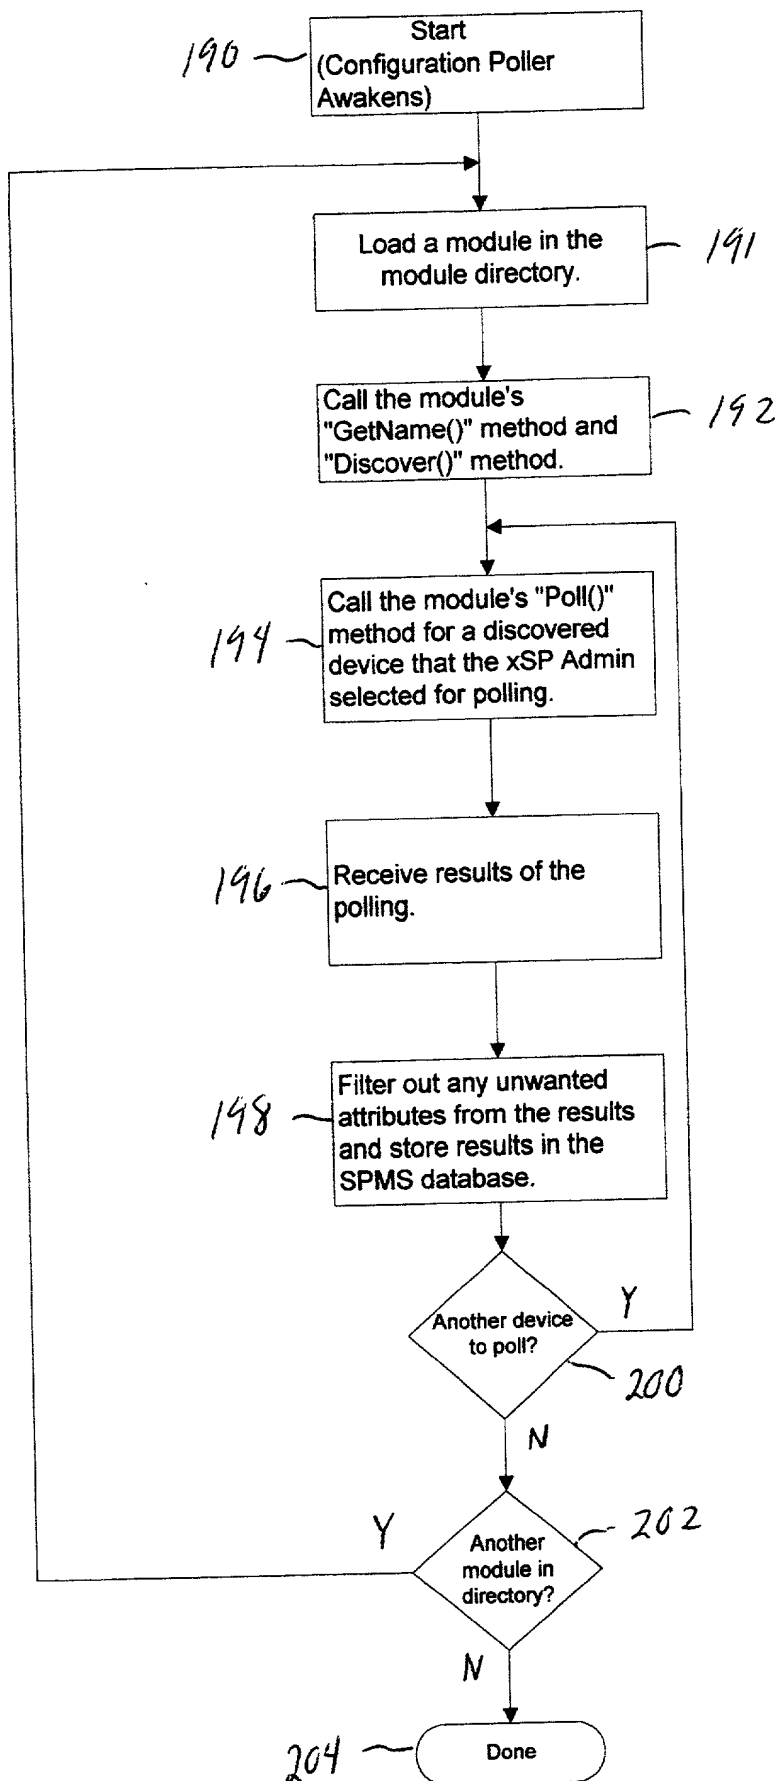 190
Start
(Configuration Poller
Awakens)
Load a module in the
module directory.
191
Call the module's
"GetName()" method and
"Discover()" method.
192
194
Call the module's "Poll()"
method for a discovered
device that the xSP Admin
selected for polling.
196
Receive results of the
polling.
198
Filter out any unwanted
attributes from the results
and store results in the
SPMS database.
Another device
to poll?
Y
200
N
Y
Another
module in
directory?
202
N
204
Done